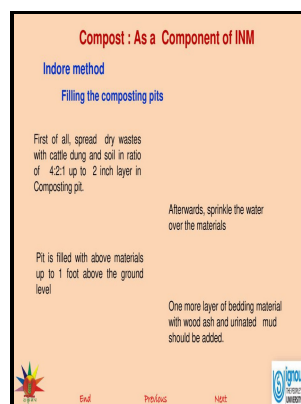 Compost : As a Component of INM
Indore method
Filling the composting pits
First of all, spread dry wastes
with cattle dung and soil in ratio
of 4:2:1 up to 2 inch layer in
Composting pit.
Afterwards, sprinkle the water
over the materials
Pit is filled with above materials
up to 1 foot above the ground
level
One more layer of bedding material
with wood ash and urinated mud
should be added.
End Previous Next
ignou
THE PEOPLE'S
UNIVERSITY